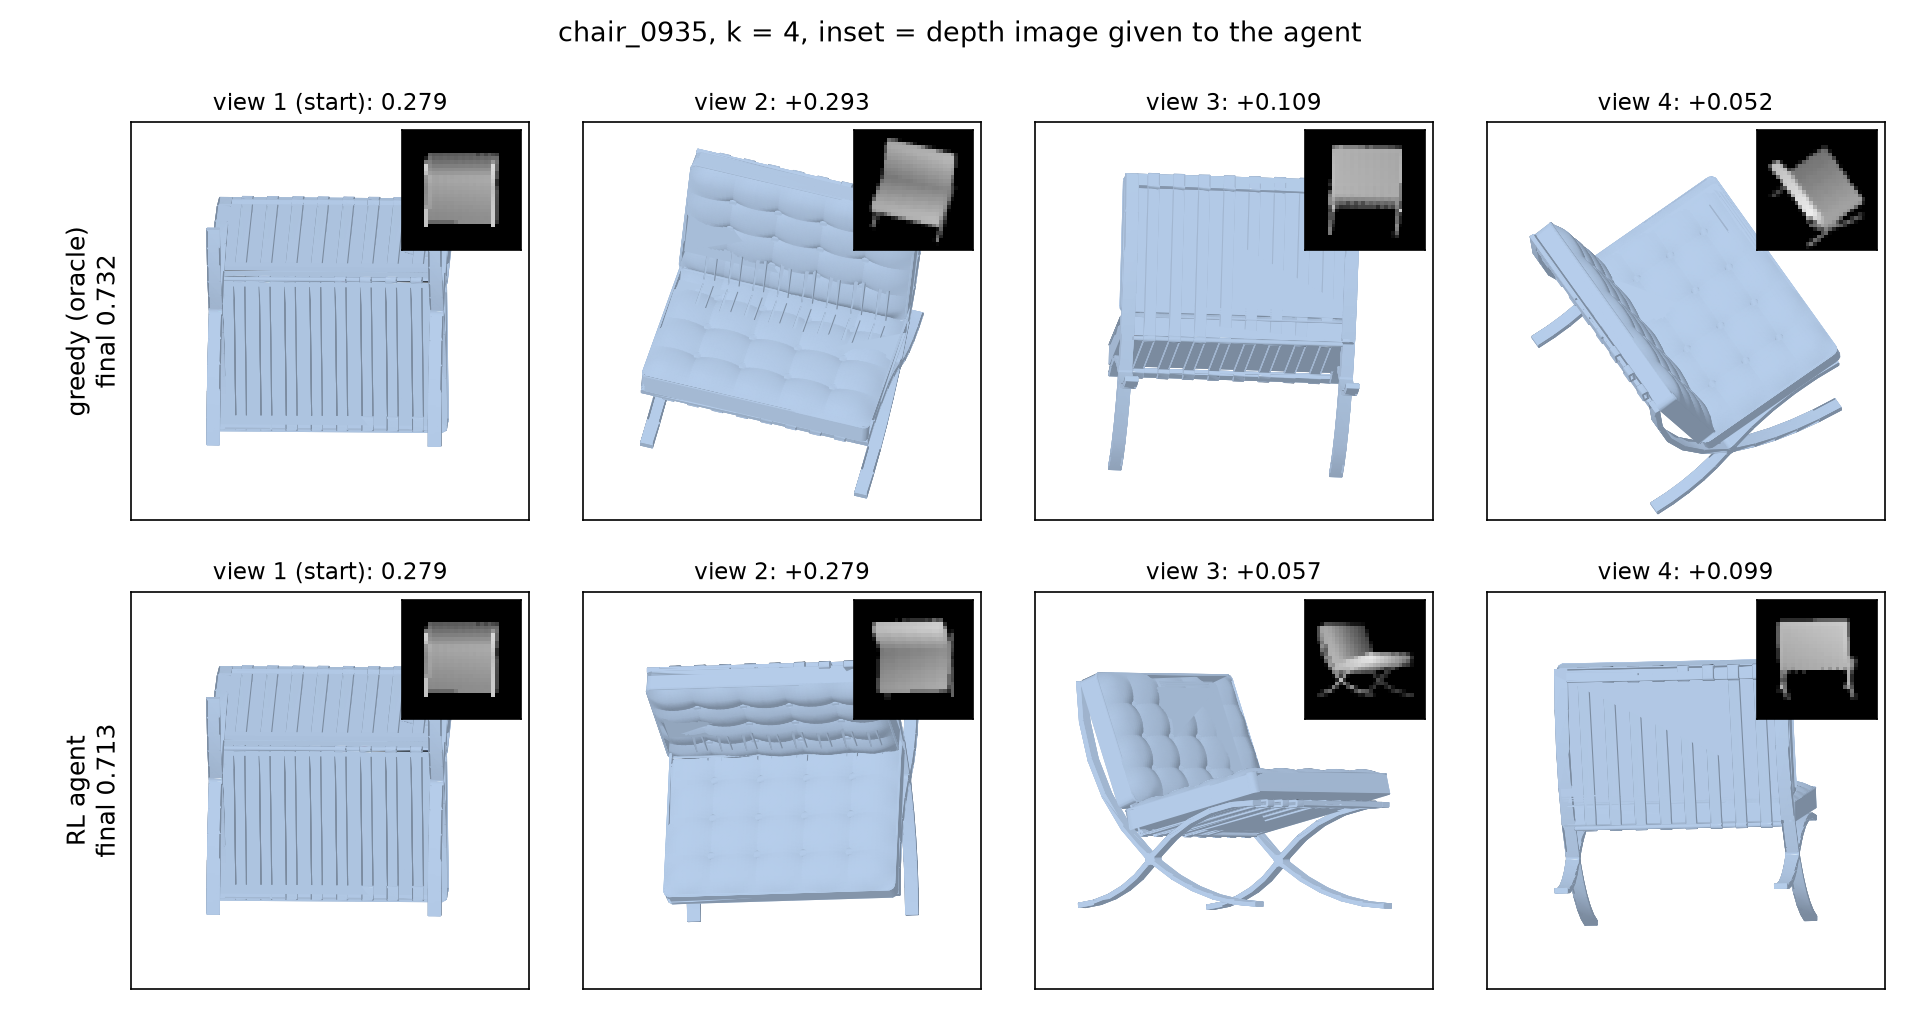 chair_0935, k = 4, inset = depth image given to the agent
greedy (oracle)
final 0.732
view 1 (start): 0.279
view 2: +0.293
view 3: +0.109
view 4: +0.052
RL agent
final 0.713
view 1 (start): 0.279
view 2: +0.279
view 3: +0.057
view 4: +0.099